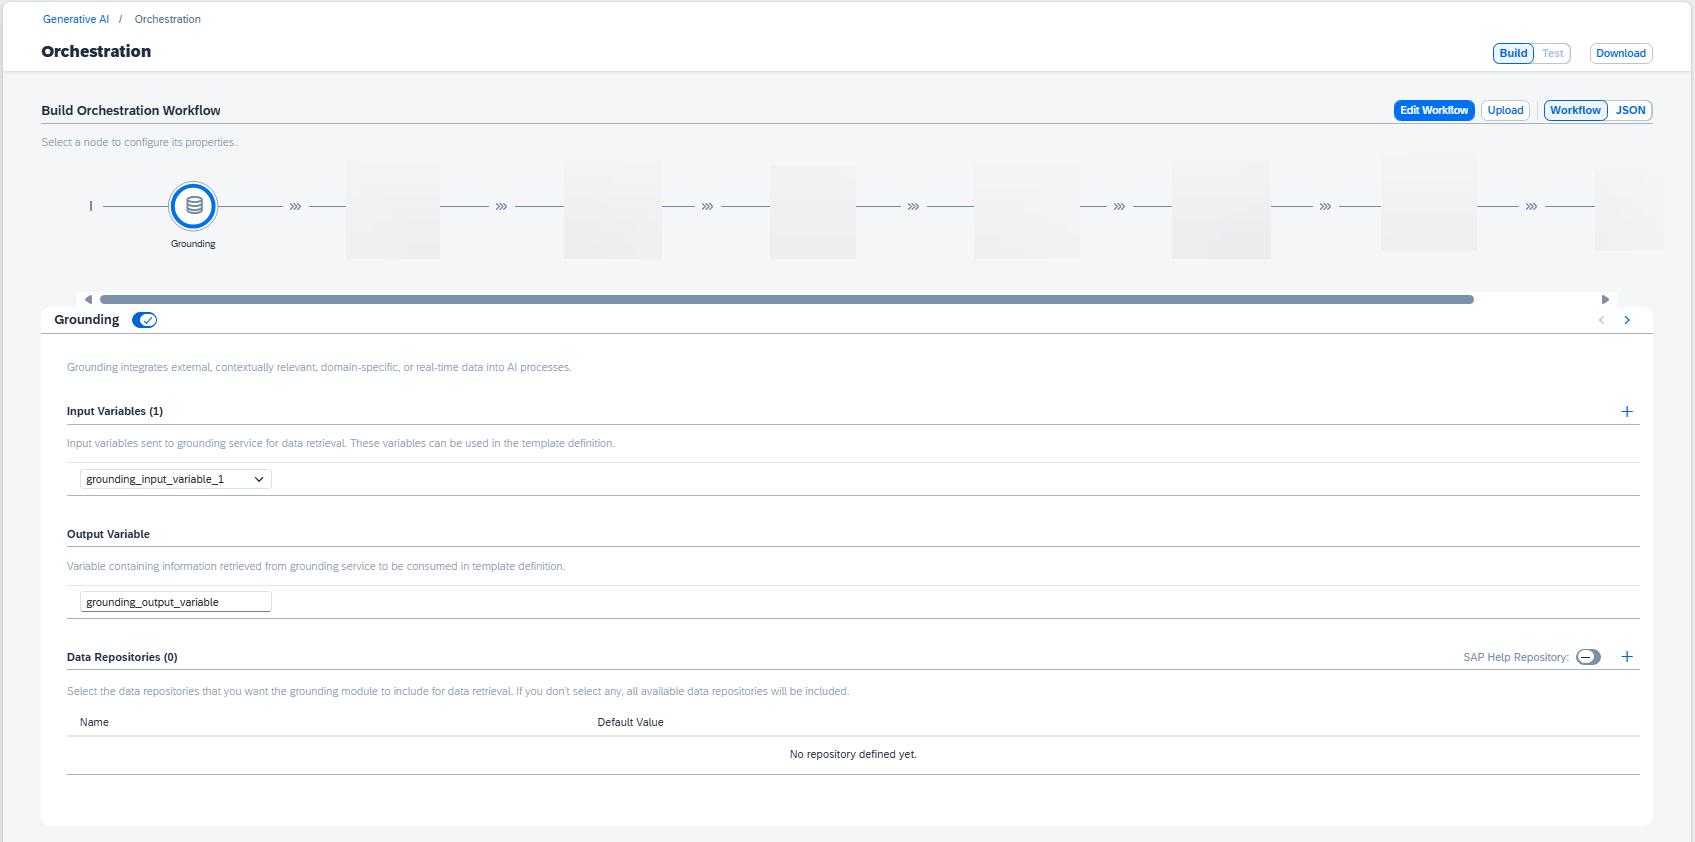 Generative AI / Orchestration
Orchestration
Build Test Download
Build Orchestration Workflow
Edit Workflow Upload Workflow JSON
Select a node to configure its properties.
Grounding
Grounding
Grounding integrates external, contextually relevant, domain-specific, or real-time data into AI processes.
Input Variables (1)
Input variables sent to grounding service for data retrieval. These variables can be used in the template definition.
grounding_input_variable_1
Output Variable
Variable containing information retrieved from grounding service to be consumed in template definition.
grounding_output_variable
Data Repositories (0) SAP Help Repository:
Select the data repositories that you want the grounding module to include for data retrieval. If you don't select any, all available data repositories will be included.
Name Default Value
No repository defined yet.